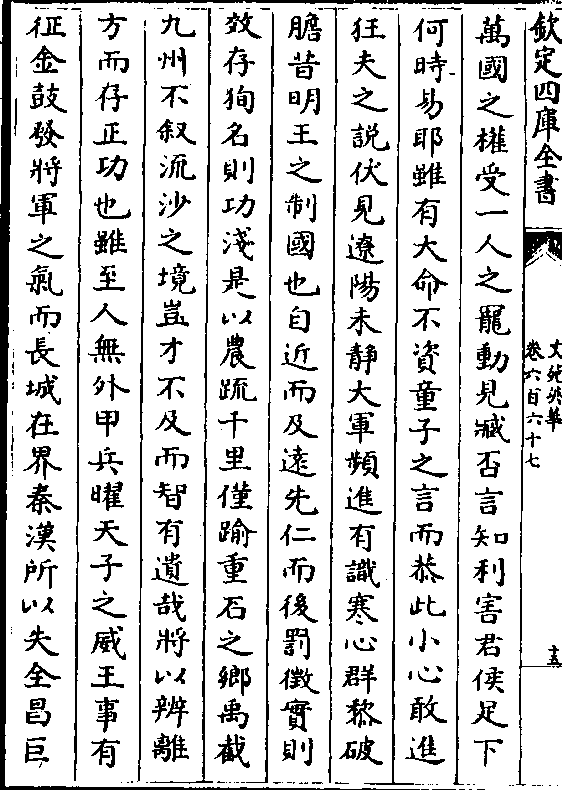 欽定四庫全書
文苑英華
卷六百六十七
十五
萬國之權受一人之寵動見臧否言知利害君侯足下
何時易耶雖有大命不資童子之言而恭此小心敢進
狂夫之説伏見遼陽未靜大軍頻進有識寒心群黎破
膽昔明王之制國也自近而及逺先仁而後罰徴實則
效存狥名則功淺是以農疏千里僅踰重石之鄉禹截
九州不叙流沙之境豈才不及而智有遺哉將以辨離
方而存正功也雖至人無外甲兵曜天子之威王事有
征金鼓發將軍之氣而長城在界秦漢所以失全昌巨